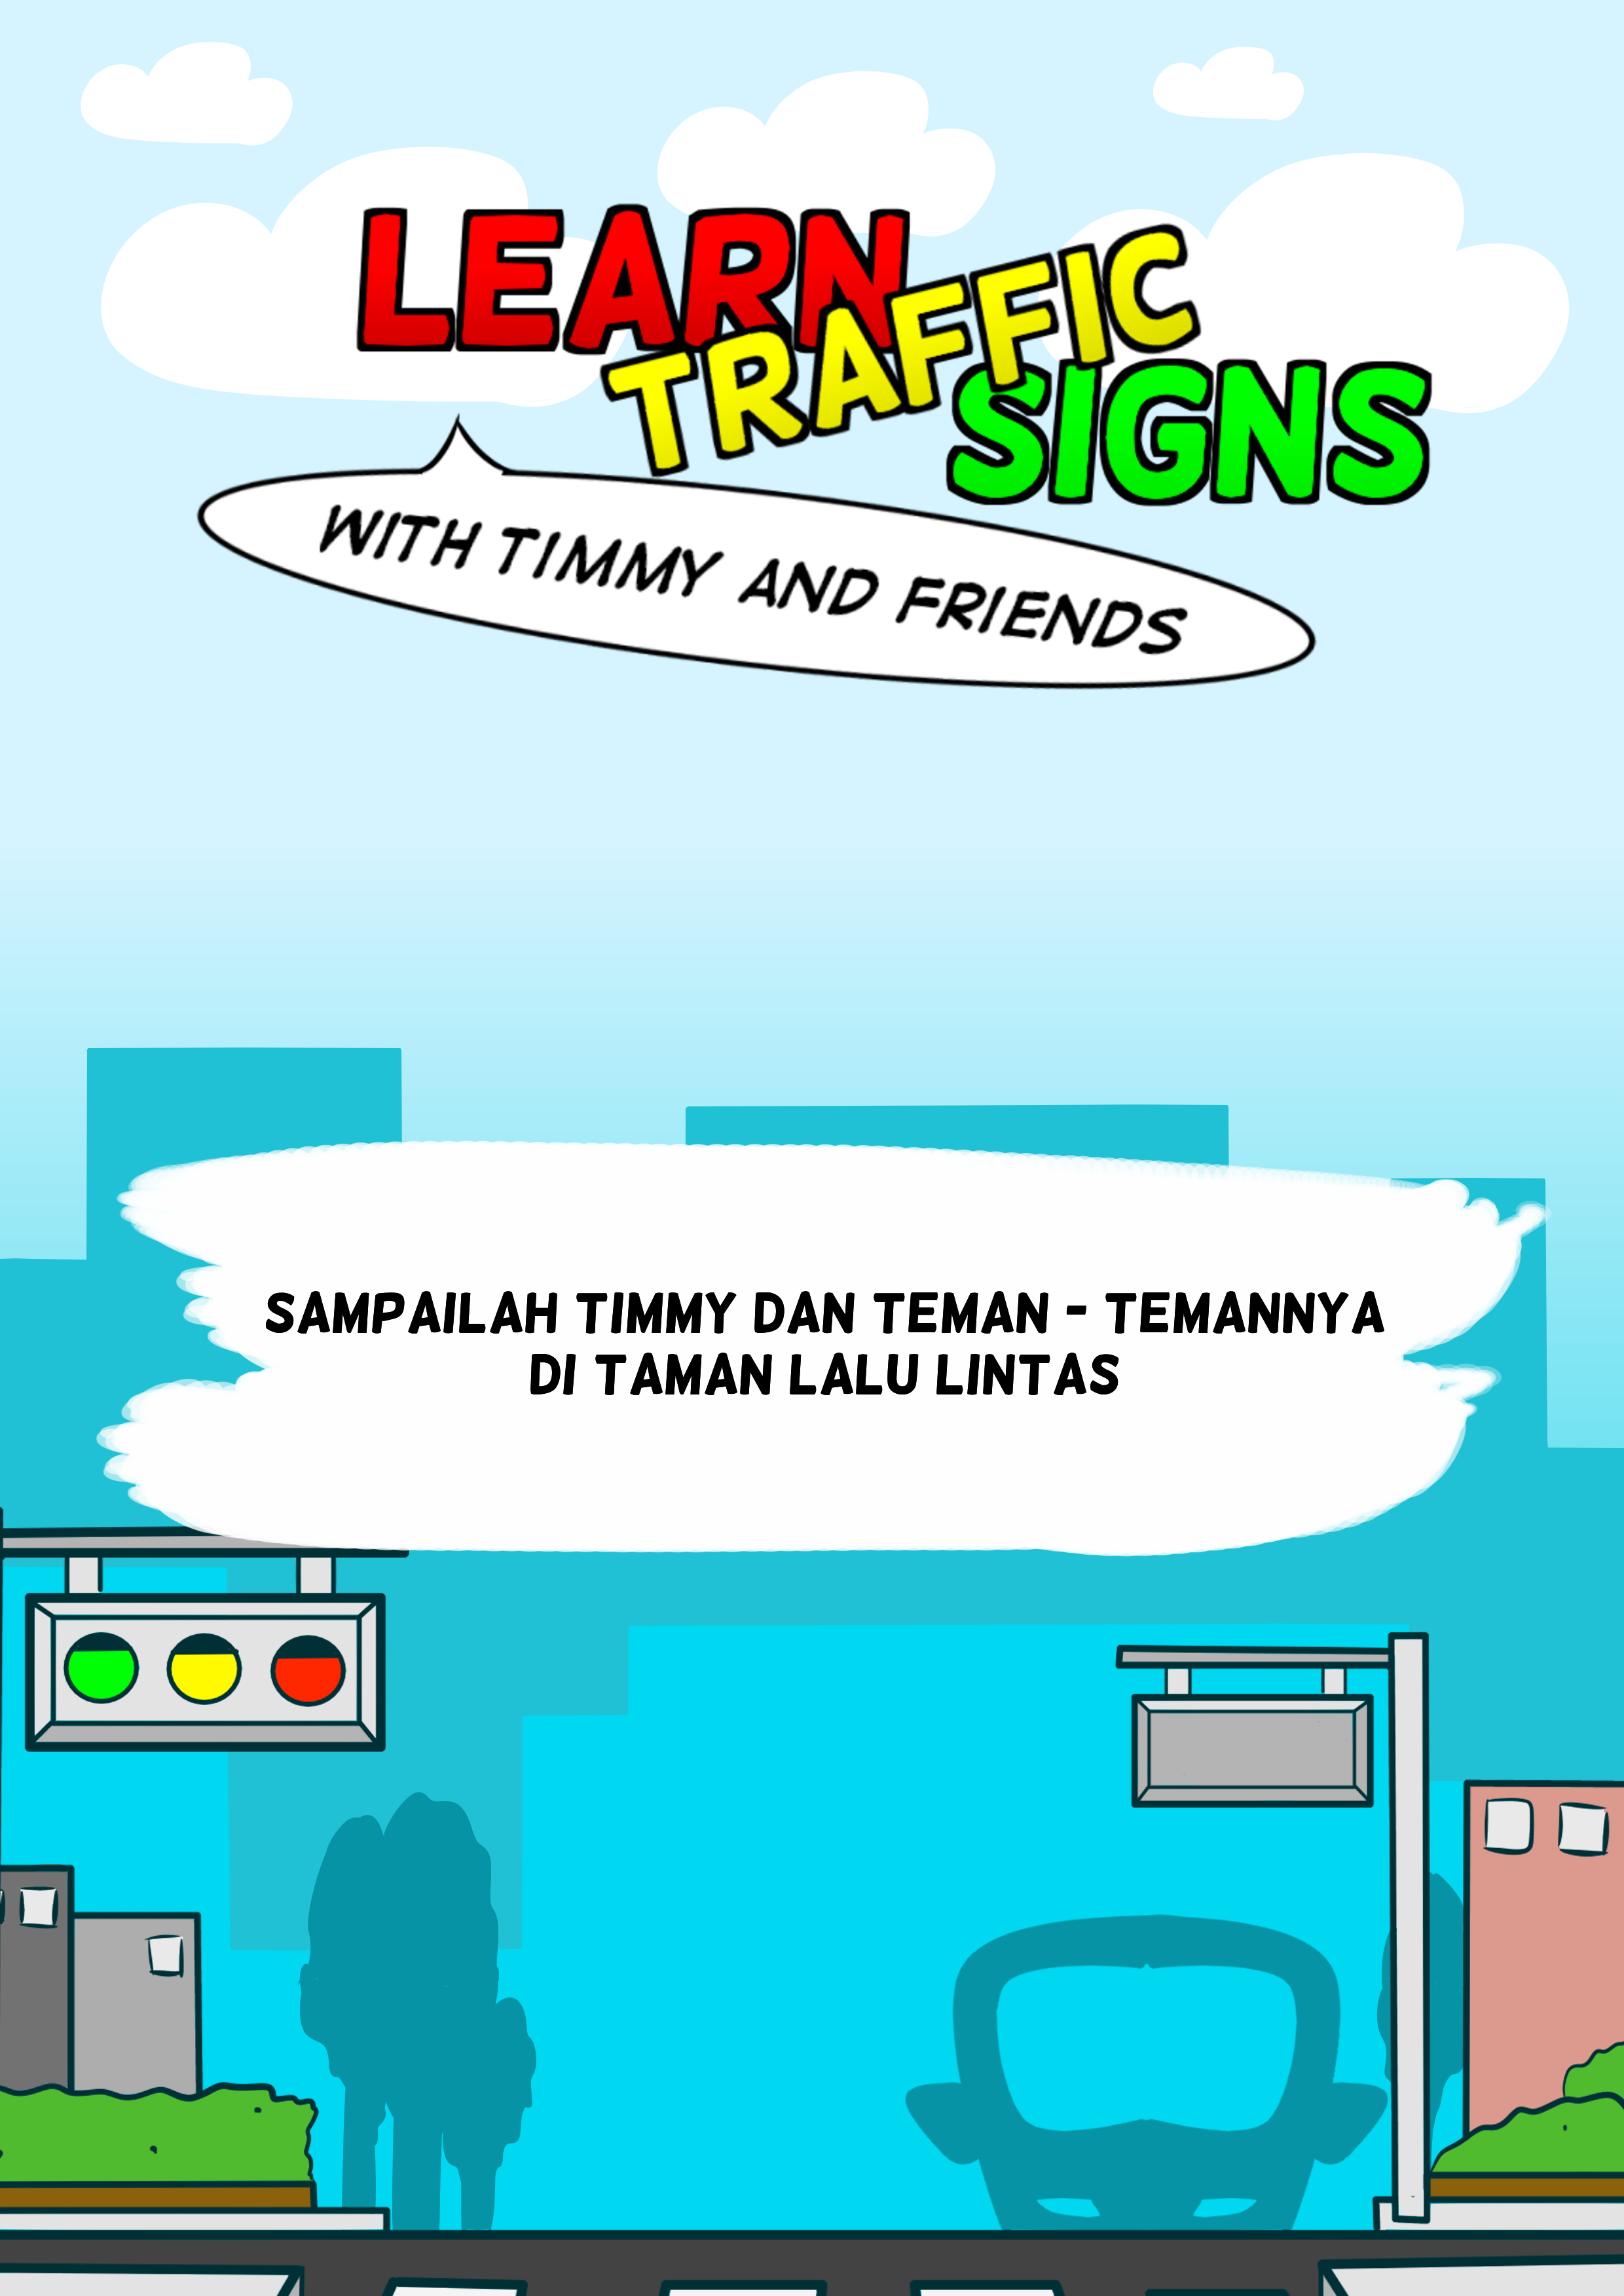 LEARN
TRAFFIC
SIGNS
WITH TIMMY AND FRIENDS
SAMPAILAH TIMMY DAN TEMAN - TEMANNYA
DI TAMAN LALU LINTAS